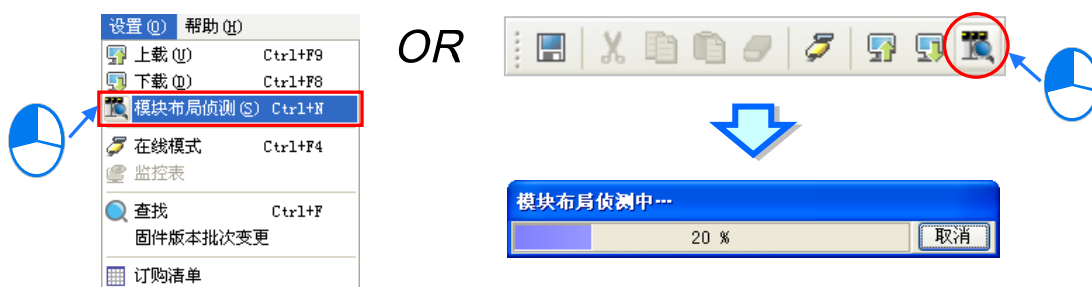 设置(O) 帮助(H)
上载(U) Ctrl+F9
下载(D) Ctrl+F8
模块布局侦测(S) Ctrl+N
在线模式 Ctrl+F4
监控表
查找 Ctrl+F
固件版本批次变更
订购清单
OR
模块布局侦测中…
20 %
取消